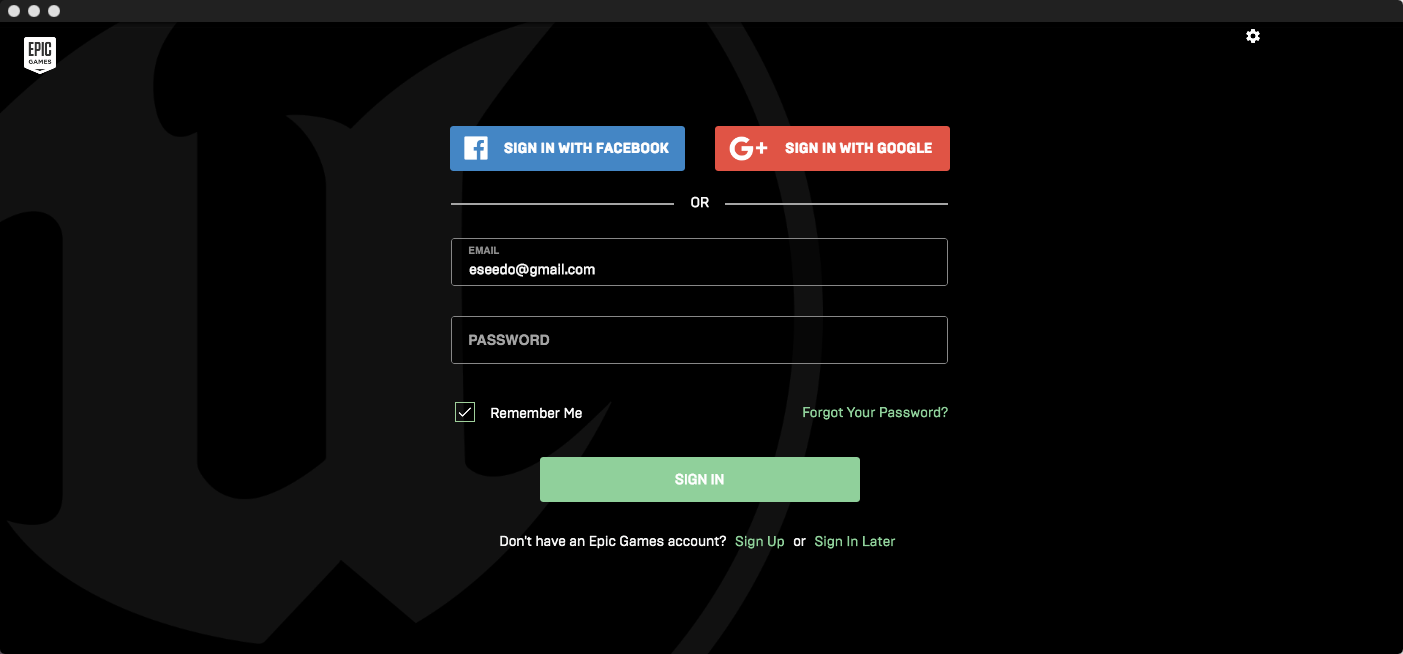 EPIC
GAMES
SIGN IN WITH FACEBOOK
G+ SIGN IN WITH GOOGLE
OR
EMAIL
eseedo@gmail.com
PASSWORD
Remember Me
Forgot Your Password?
SIGN IN
Don't have an Epic Games account? Sign Up or Sign In Later